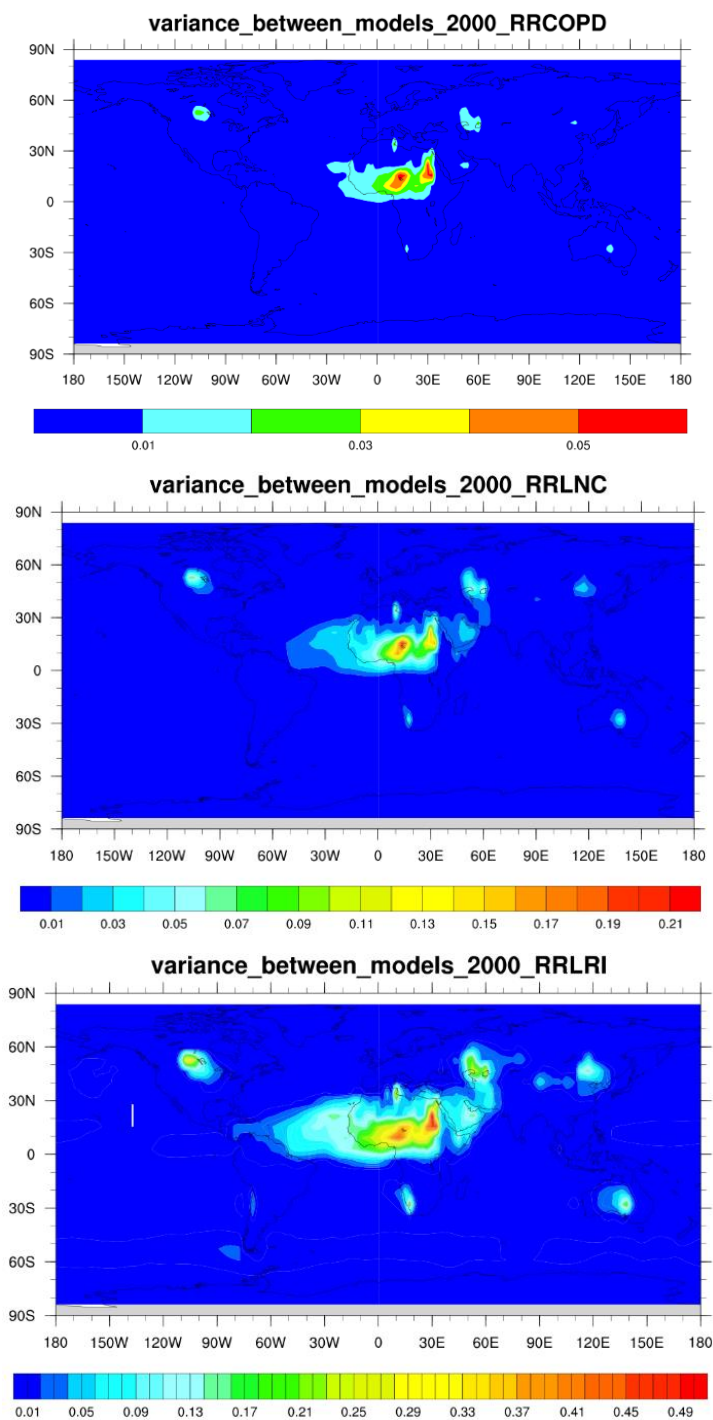 variance_between_models_2000_RRCOPD
90N
60N
30N
0
30S
60S
90S
180 150W 120W 90W 60W 30W 0 30E 60E 90E 120E 150E 180
0.01 0.03 0.05
variance_between_models_2000_RRLNC
90N
60N
30N
0
30S
60S
90S
180 150W 120W 90W 60W 30W 0 30E 60E 90E 120E 150E 180
0.01 0.03 0.05 0.07 0.09 0.11 0.13 0.15 0.17 0.19 0.21
variance_between_models_2000_RRLRI
90N
60N
30N
0
30S
60S
90S
180 150W 120W 90W 60W 30W 0 30E 60E 90E 120E 150E 180
0.01 0.05 0.09 0.13 0.17 0.21 0.25 0.29 0.33 0.37 0.41 0.45 0.49